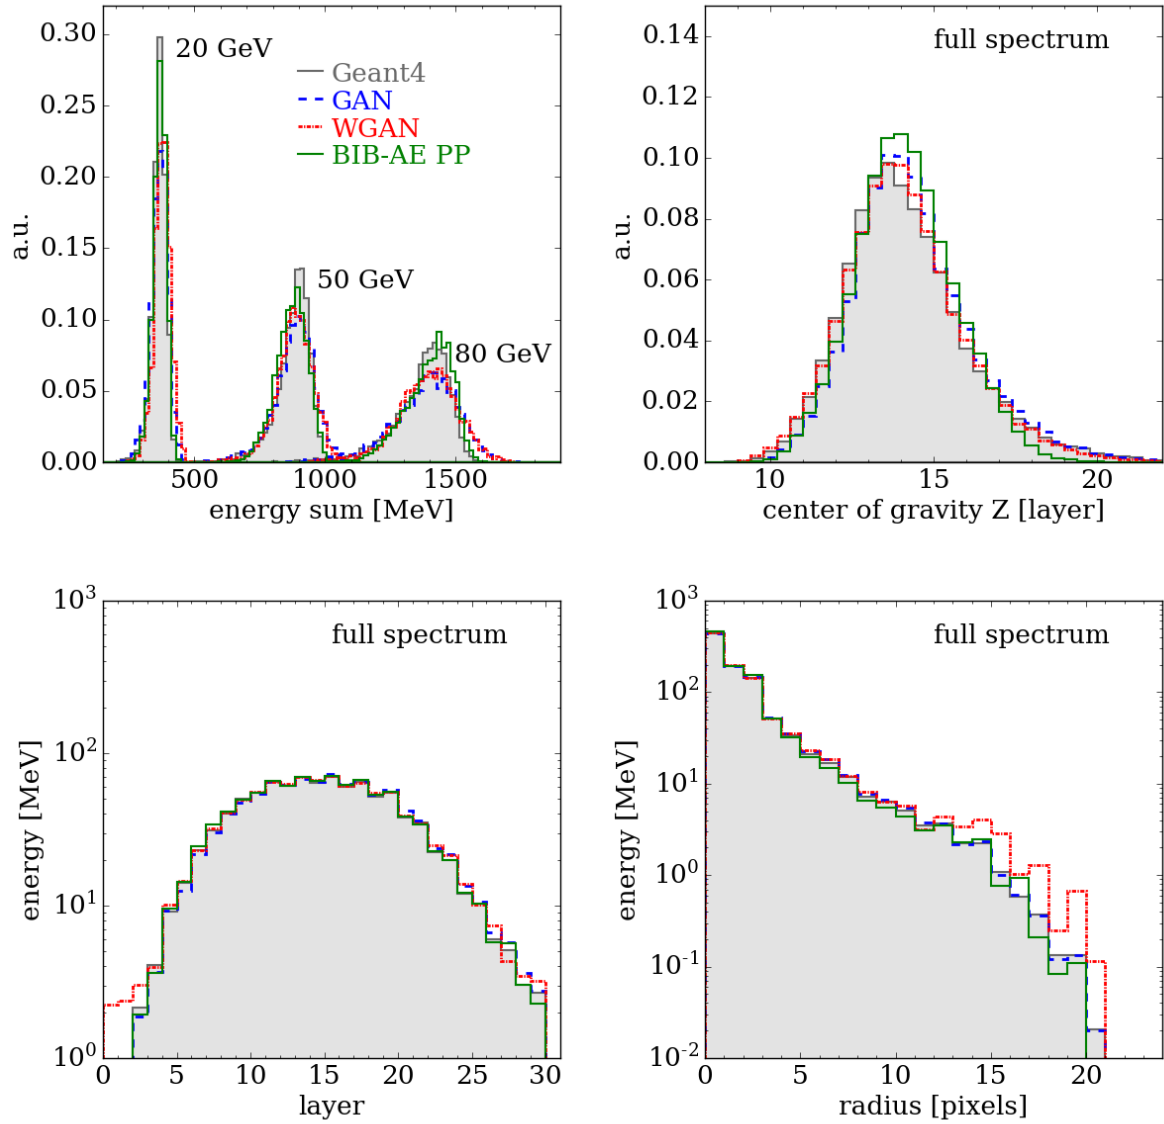 0.30
0.25
0.20
0.15
0.10
0.05
0.00
a.u.
20 GeV
Geant4
GAN
WGAN
BIB-AE PP
50 GeV
80 GeV
500
1000
1500
energy sum [MeV]
0.14
0.12
0.10
0.08
0.06
0.04
0.02
0.00
a.u.
full spectrum
10
15
20
center of gravity Z [layer]
10³
10²
10¹
10⁰
energy [MeV]
full spectrum
0
5
10
15
20
25
30
layer
10³
10²
10¹
10⁰
10⁻¹
10⁻²
energy [MeV]
full spectrum
0
5
10
15
20
radius [pixels]